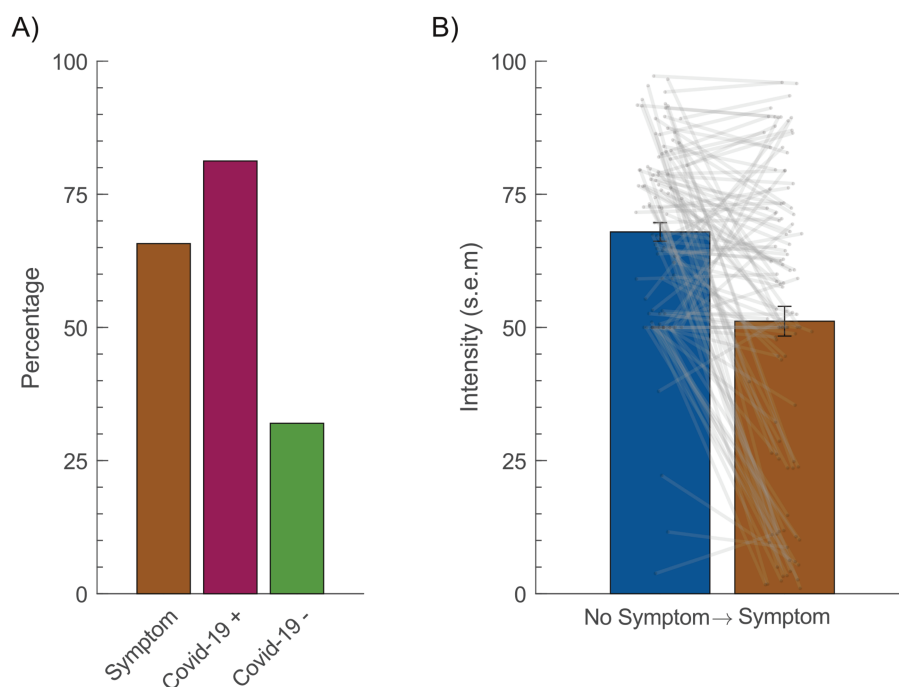 A)
Percentage
100
75
50
25
0
Symptom
Covid-19 +
Covid-19 -
B)
Intensity (s.e.m)
100
75
50
25
0
No Symptom → Symptom